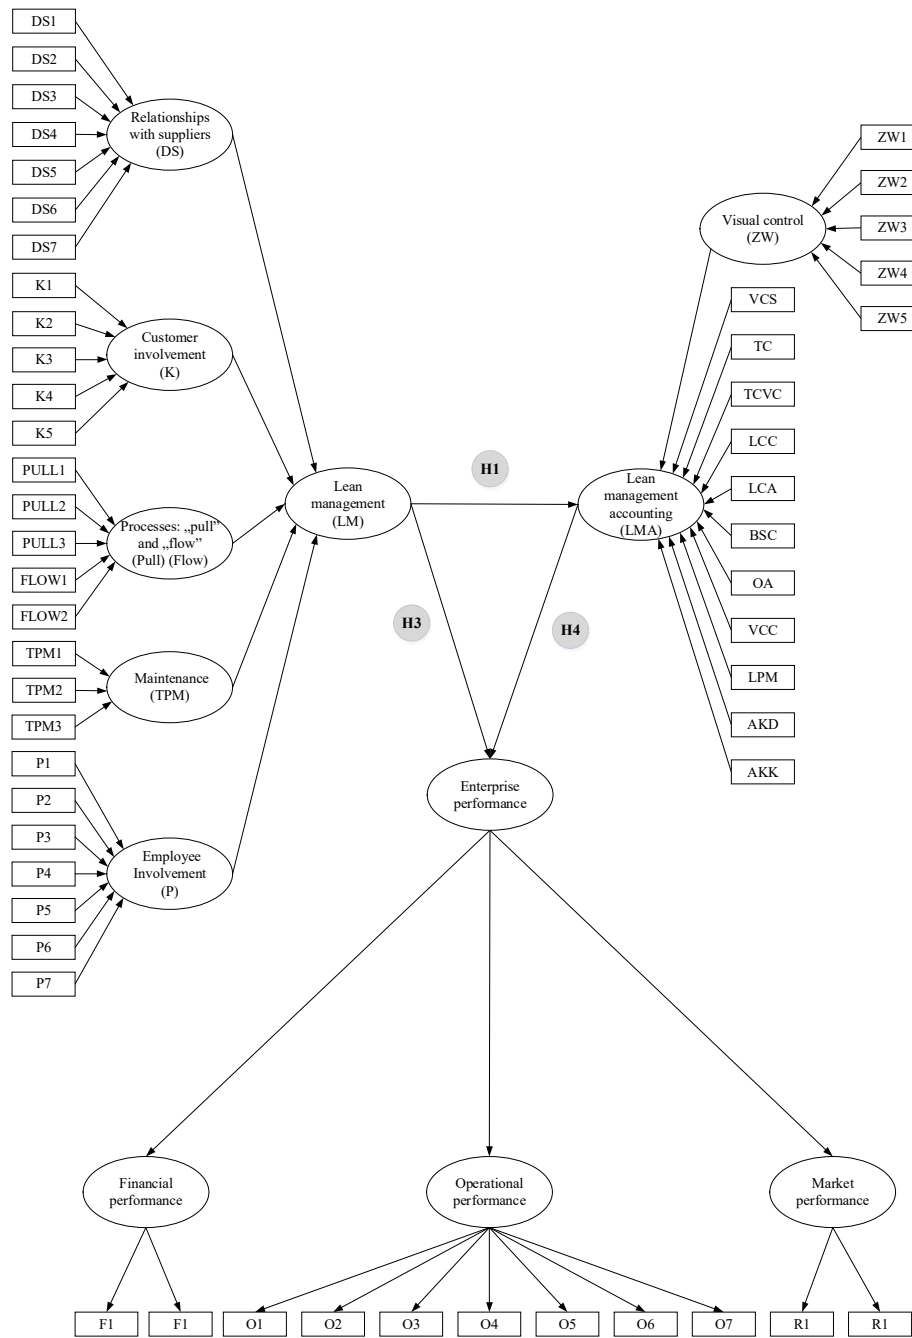 DS1
DS2
DS3
DS4
DS5
DS6
DS7
Relationships
with suppliers
(DS)
K1
K2
K3
K4
K5
Customer
involvement
(K)
PULL1
PULL2
PULL3
FLOW1
FLOW2
Processes: „pull”
and „flow”
(Pull) (Flow)
TPM1
TPM2
TPM3
Maintenance
(TPM)
P1
P2
P3
P4
P5
P6
P7
Employee
Involvement
(P)
Lean
management
(LM)
H1
H3
H4
Lean
management
accounting
(LMA)
Visual control
(ZW)
ZW1
ZW2
ZW3
ZW4
ZW5
VCS
TC
TCVC
LCC
LCA
BSC
OA
VCC
LPM
AKD
AKK
Enterprise
performance
Financial
performance
Operational
performance
Market
performance
F1
F1
O1
O2
O3
O4
O5
O6
O7
R1
R1